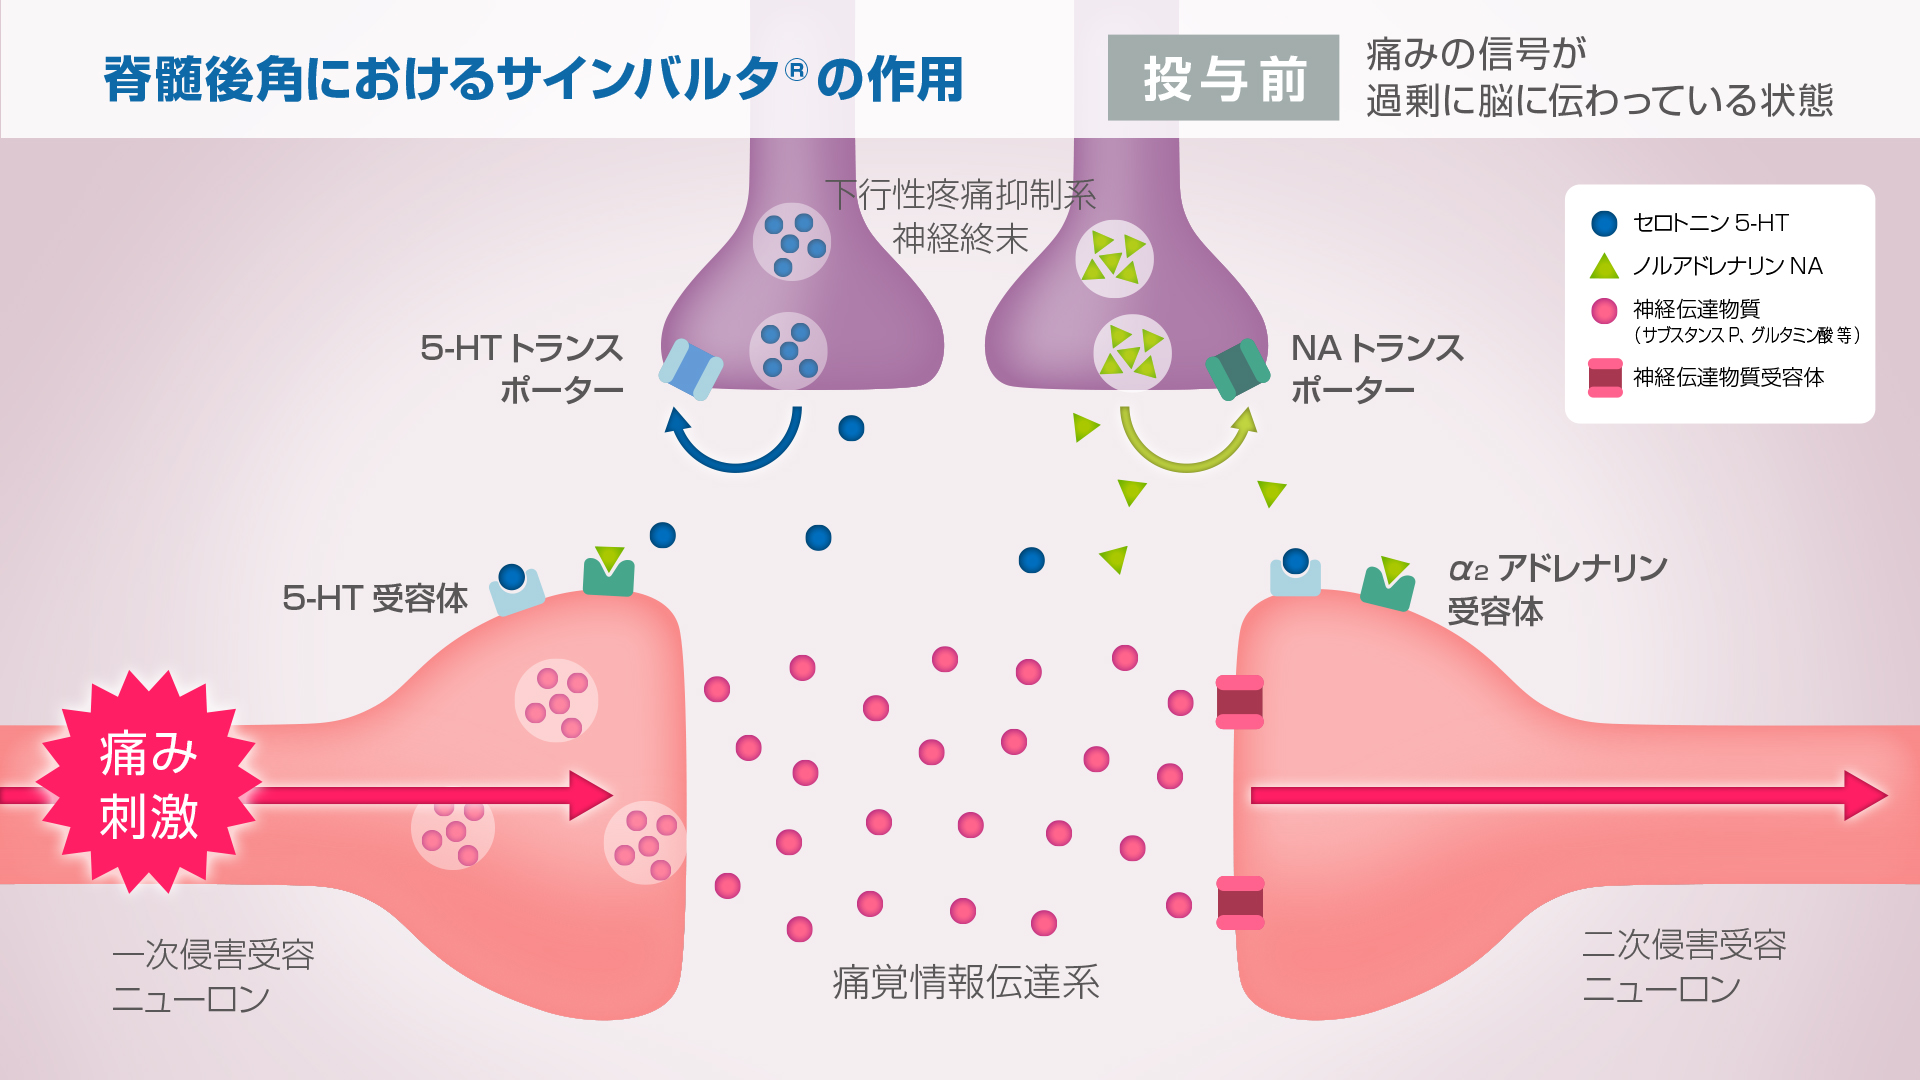 脊髄後角におけるサインバルタ®の作用
投与前
痛みの信号が
過剰に脳に伝わっている状態
下行性疼痛抑制系
神経終末
セロトニン 5-HT
ノルアドレナリン NA
神経伝達物質
（サブスタンス P、グルタミン酸 等）
神経伝達物質受容体
5-HT トランス
ポーター
NA トランス
ポーター
5-HT 受容体
α₂ アドレナリン
受容体
痛み
刺激
一次侵害受容
ニューロン
痛覚情報伝達系
二次侵害受容
ニューロン